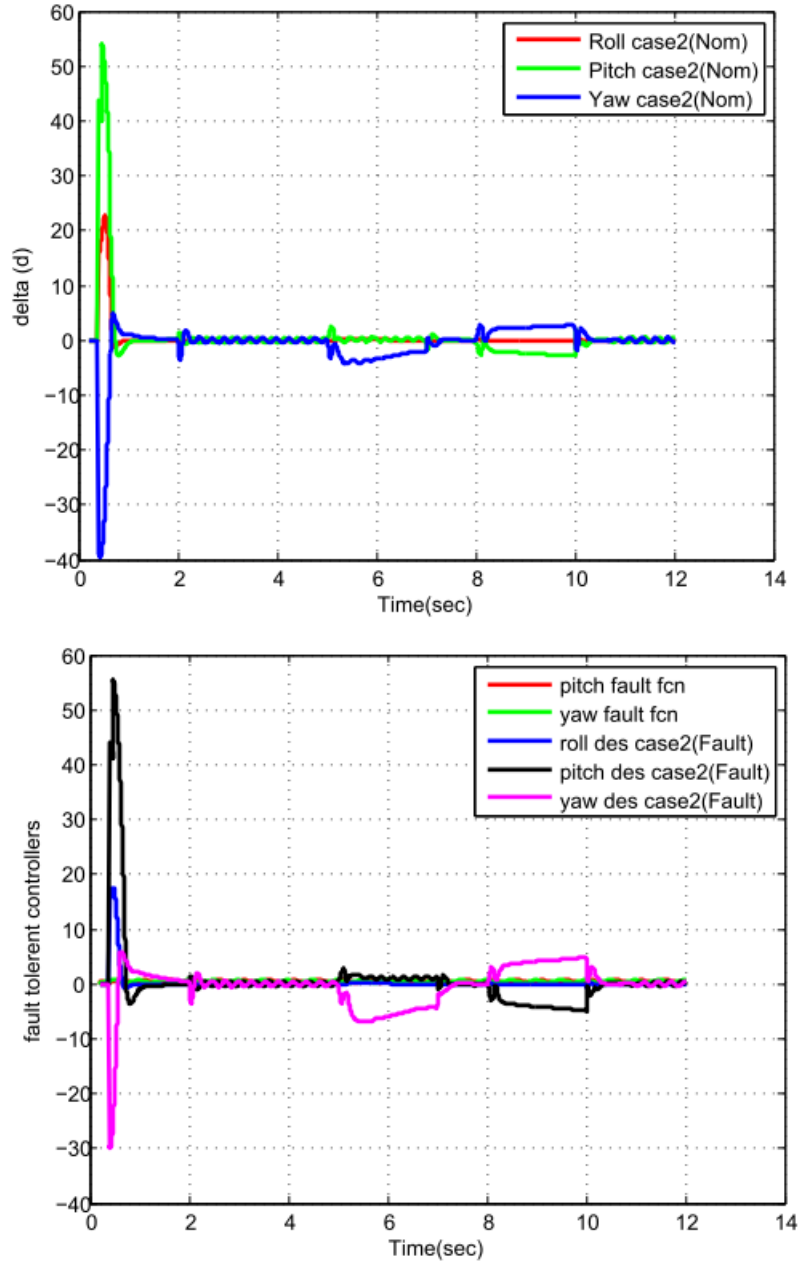 60
50
40
30
20
10
0
−10
−20
−30
−40
delta (d)
Roll case2(Nom)
Pitch case2(Nom)
Yaw case2(Nom)
0 2 4 6 8 10 12 14
Time(sec)
60
50
40
30
20
10
0
−10
−20
−30
−40
fault tolerent controllers
pitch fault fcn
yaw fault fcn
roll des case2(Fault)
pitch des case2(Fault)
yaw des case2(Fault)
0 2 4 6 8 10 12 14
Time(sec)